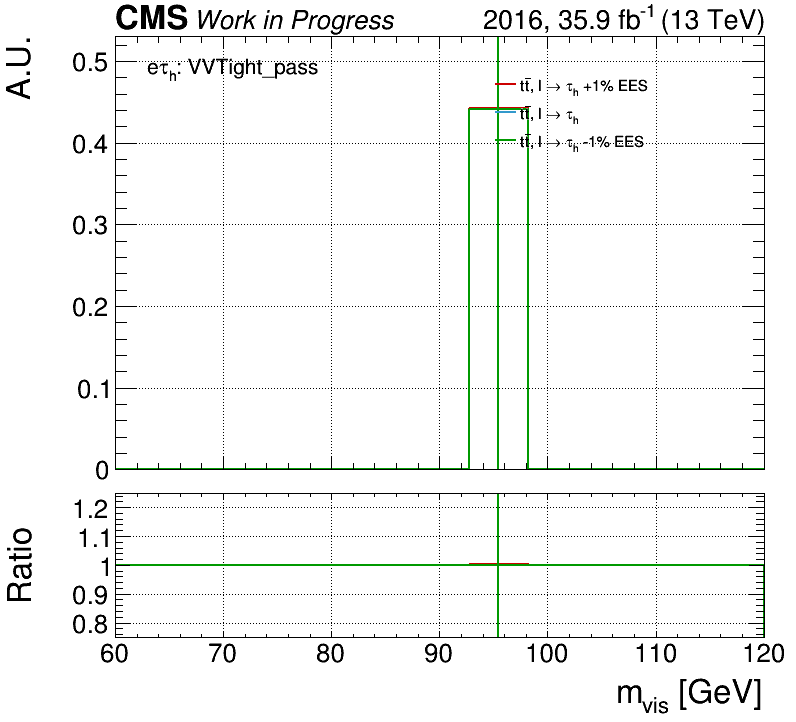 CMS Work in Progress 2016, 35.9 fb⁻¹ (13 TeV)
A.U.
eτₕ: VVTight_pass
tt̄, l → τₕ +1% EES
tt̄, l → τₕ
tt̄, l → τₕ -1% EES
0.5
0.4
0.3
0.2
0.1
0
Ratio
1.2
1.1
1
0.9
0.8
60 70 80 90 100 110 120
m_vis [GeV]